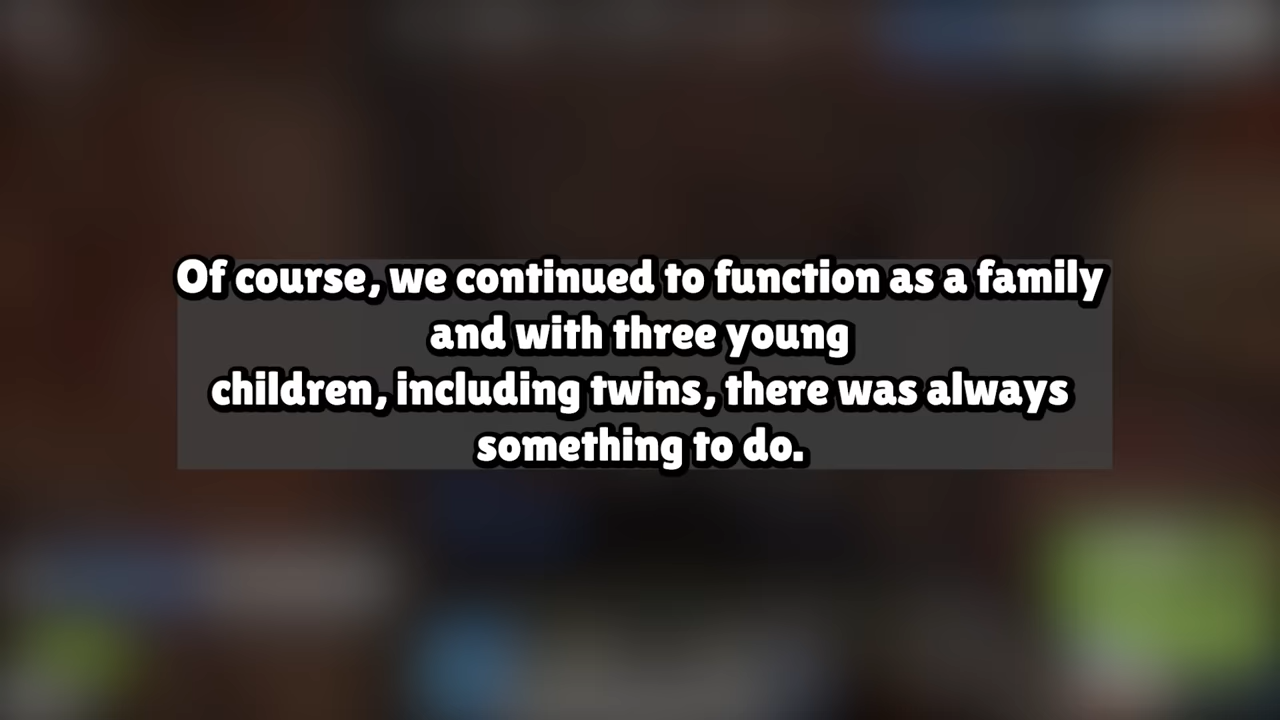 Of course, we continued to function as a family
and with three young
children, including twins, there was always
something to do.